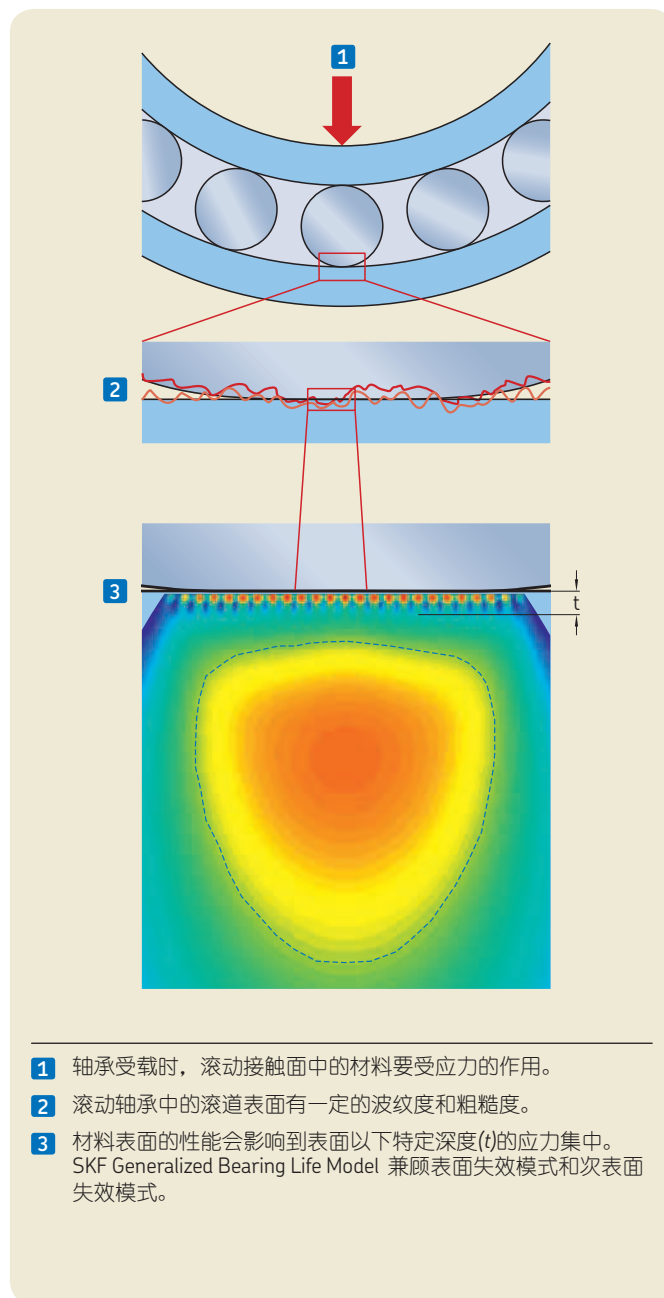 1
2
3
t
1 轴承受载时，滚动接触面中的材料要受应力的作用。
2 滚动轴承中的滚道表面有一定的波纹度和粗糙度。
3 材料表面的性能会影响到表面以下特定深度(t)的应力集中。
SKF Generalized Bearing Life Model 兼顾表面失效模式和次表面
失效模式。